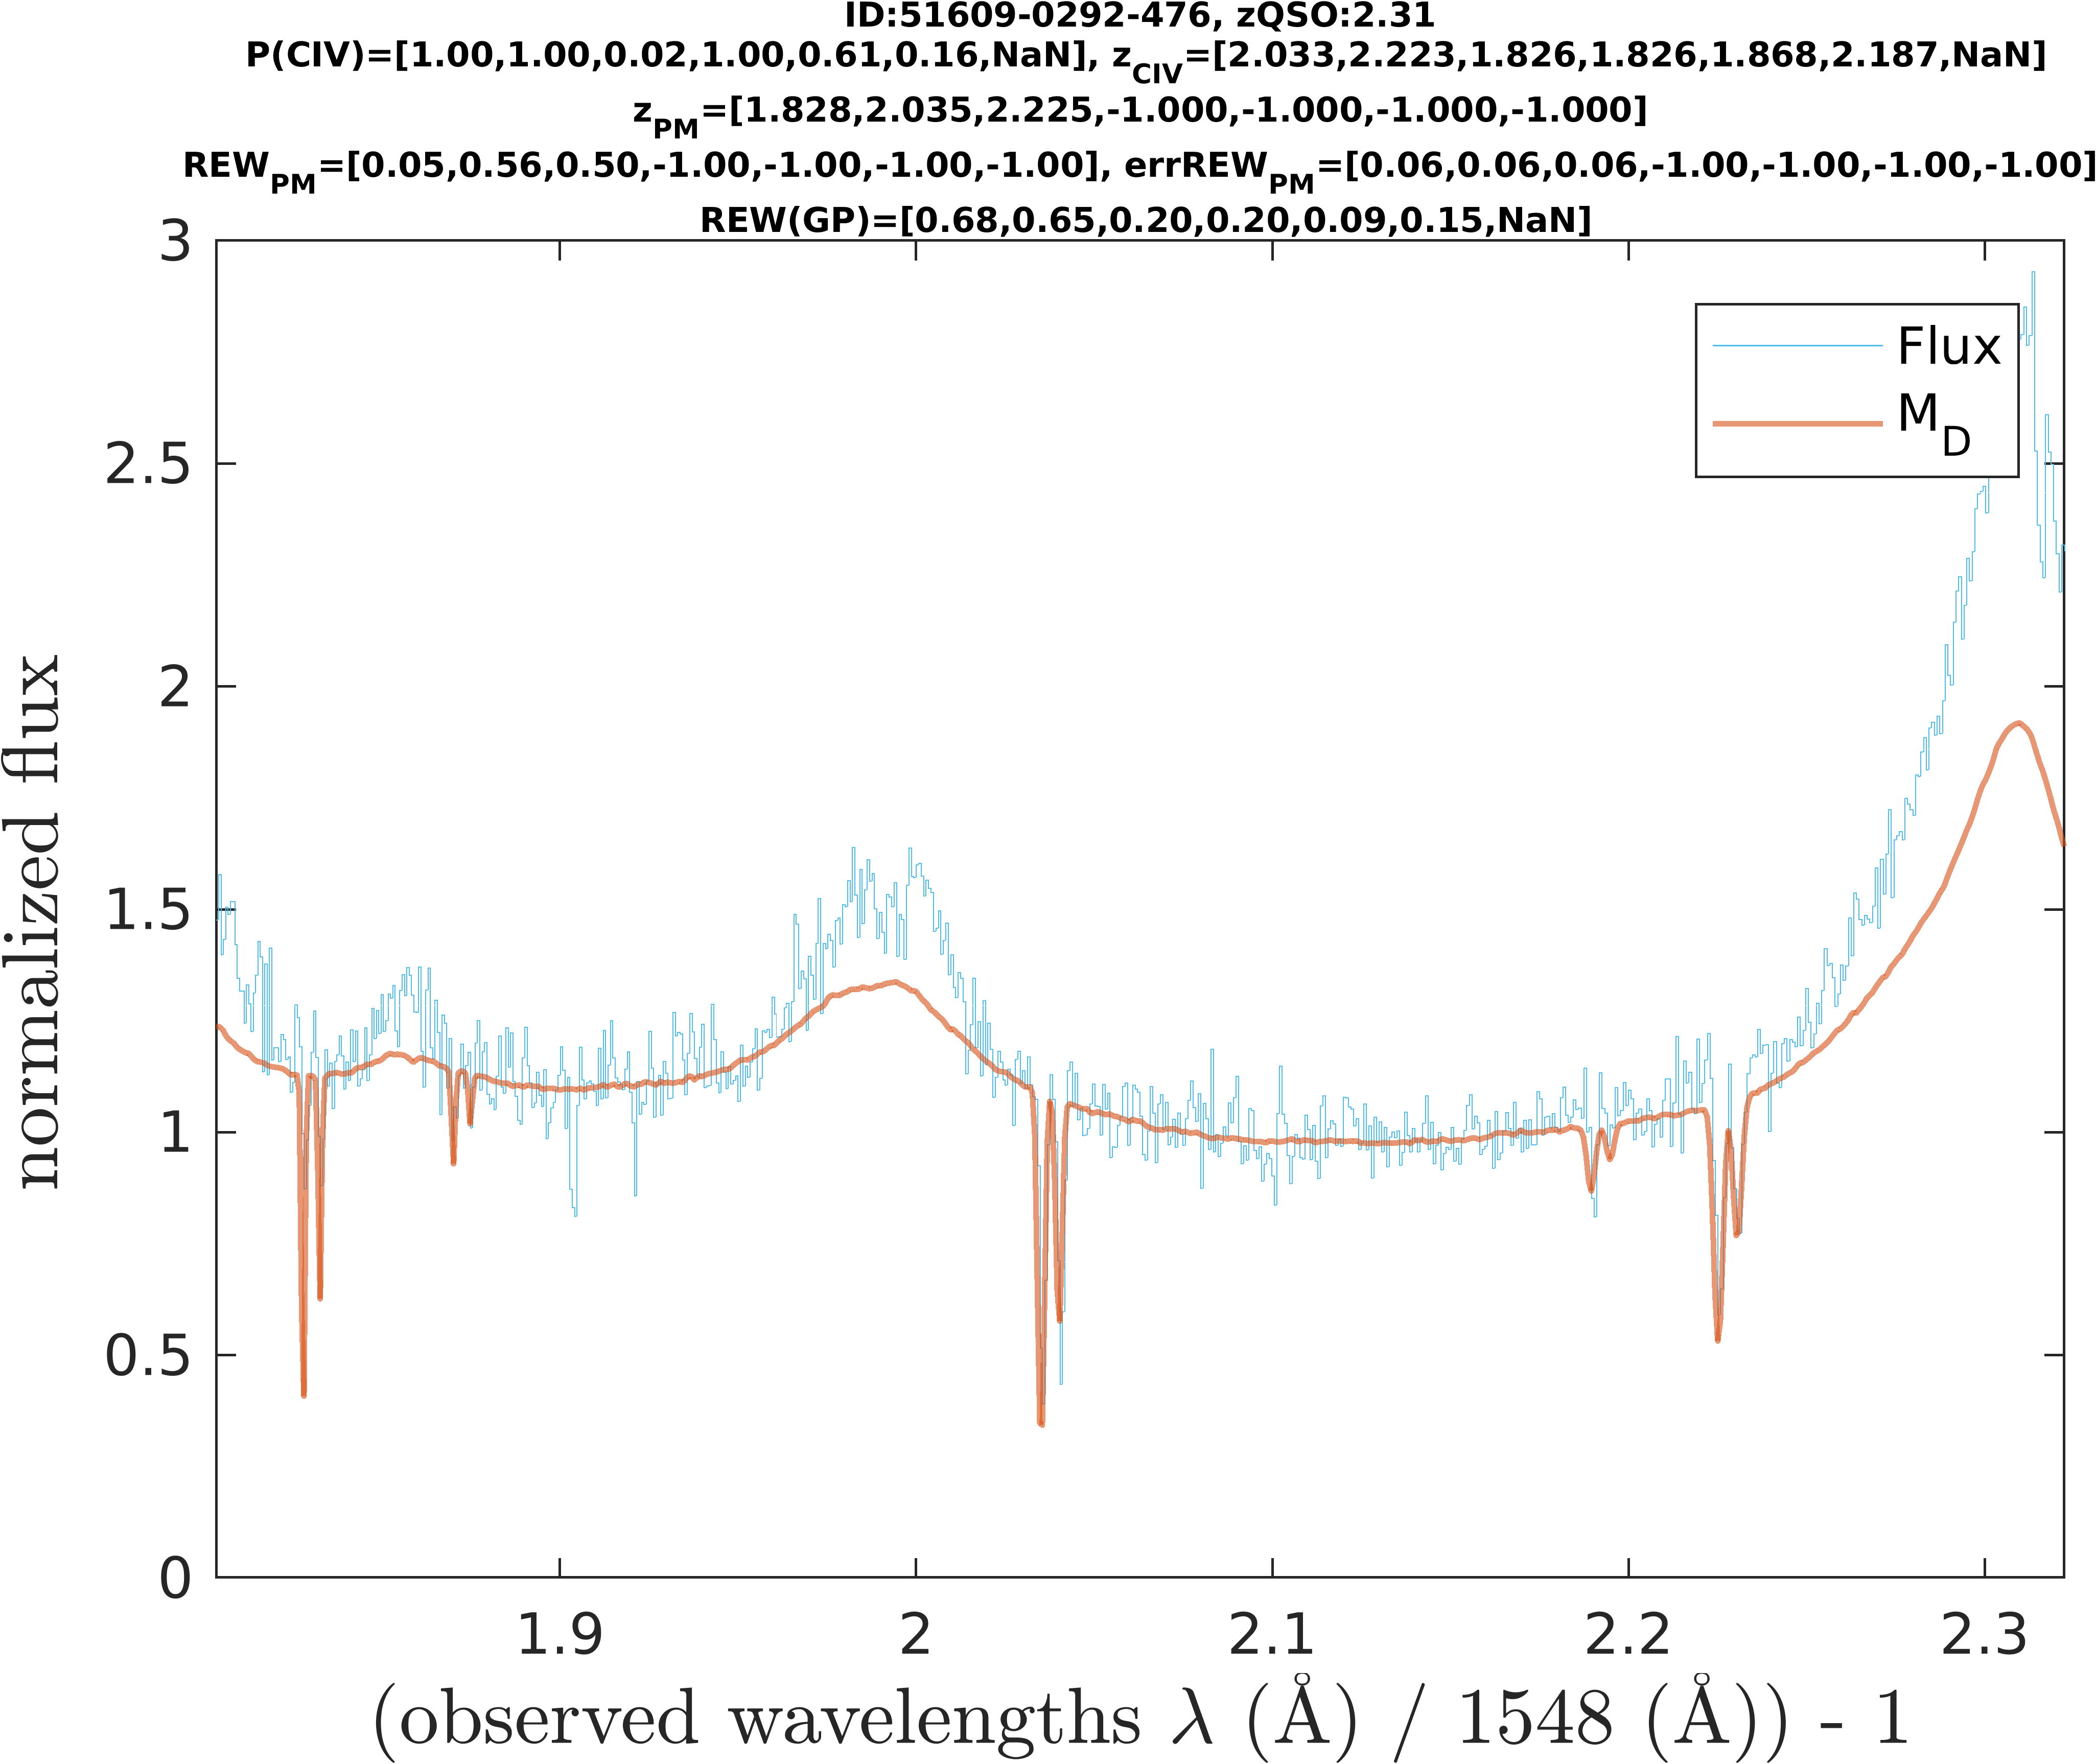 ID:51609-0292-476, zQSO:2.31
P(CIV)=[1.00,1.00,0.02,1.00,0.61,0.16,NaN], zCIV=[2.033,2.223,1.826,1.826,1.868,2.187,NaN]
zPM=[1.828,2.035,2.225,-1.000,-1.000,-1.000,-1.000]
REWPM=[0.05,0.56,0.50,-1.00,-1.00,-1.00,-1.00], errREWPM=[0.06,0.06,0.06,-1.00,-1.00,-1.00,-1.00]
REW(GP)=[0.68,0.65,0.20,0.20,0.09,0.15,NaN]
3
2.5
2
1.5
1
0.5
0
normalized flux
Flux
MD
1.9 2 2.1 2.2 2.3
(observed wavelengths λ (Å) / 1548 (Å)) - 1